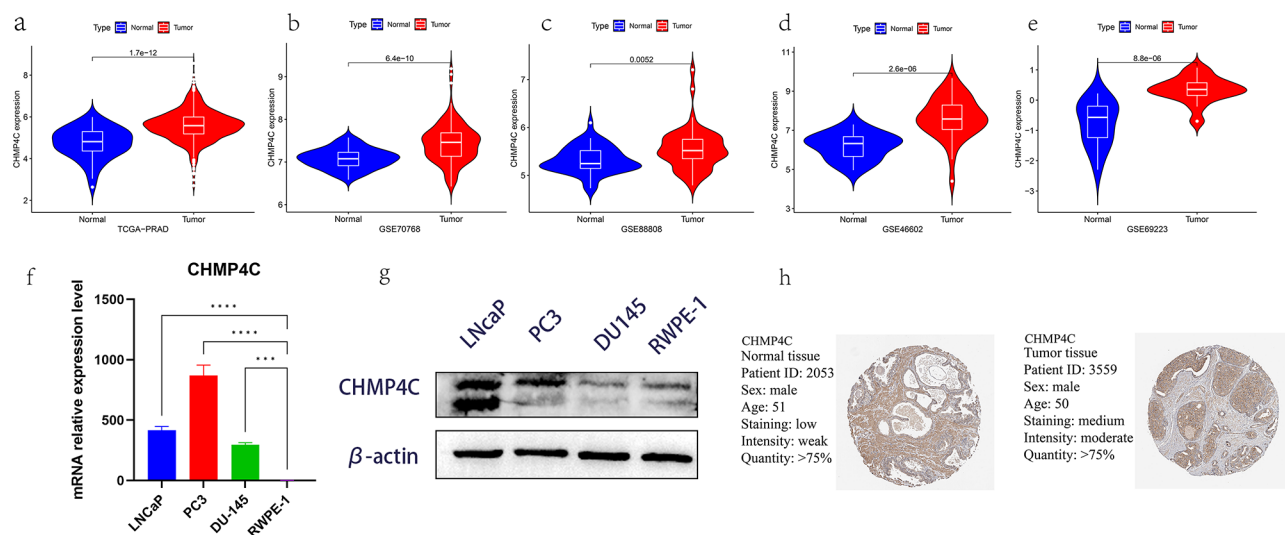 a
Type Normal Tumor
1.7e-12
CHMP4C expression
8
6
4
2
Normal Tumor
TCGA-PRAD
b
Type Normal Tumor
6.4e-10
CHMP4C expression
9
8
7
6
Normal Tumor
GSE70768
c
Type Normal Tumor
0.0052
CHMP4C expression
7
6
5
Normal Tumor
GSE88808
d
Type Normal Tumor
2.6e-06
CHMP4C expression
11
9
7
5
3
Normal Tumor
GSE46602
e
Type Normal Tumor
8.8e-06
CHMP4C expression
1
0
−1
−2
−3
Normal Tumor
GSE69223
f
CHMP4C
mRNA relative expression level
1500
1000
500
0
****
****
***
LNCaP
PC3
DU-145
RWPE-1
g
LNcaP
PC3
DU145
RWPE-1
CHMP4C
β-actin
h
CHMP4C
Normal tissue
Patient ID: 2053
Sex: male
Age: 51
Staining: low
Intensity: weak
Quantity: >75%
CHMP4C
Tumor tissue
Patient ID: 3559
Sex: male
Age: 50
Staining: medium
Intensity: moderate
Quantity: >75%